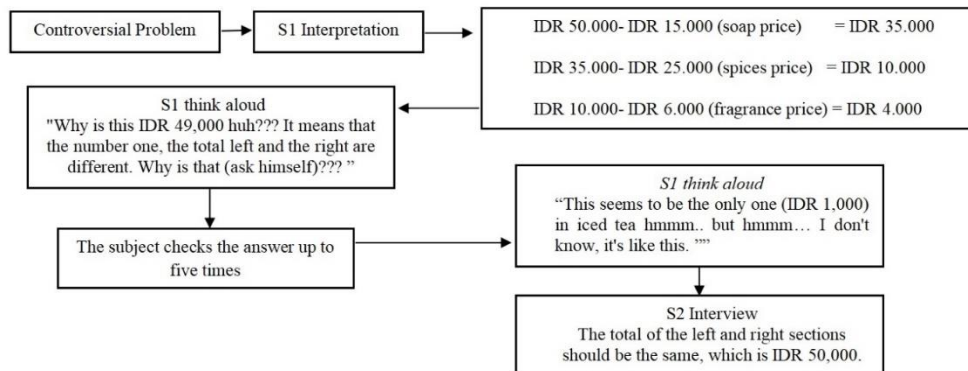 Controversial Problem
S1 Interpretation
IDR 50.000- IDR 15.000 (soap price) = IDR 35.000
IDR 35.000- IDR 25.000 (spices price) = IDR 10.000
IDR 10.000- IDR 6.000 (fragrance price) = IDR 4.000
S1 think aloud
"Why is this IDR 49,000 huh??? It means that
the number one, the total left and the right are
different. Why is that (ask himself)??? ”
The subject checks the answer up to
five times
S1 think aloud
“This seems to be the only one (IDR 1,000)
in iced tea hmmm.. but hmmm… I don't
know, it's like this. ””
S2 Interview
The total of the left and right sections
should be the same, which is IDR 50,000.